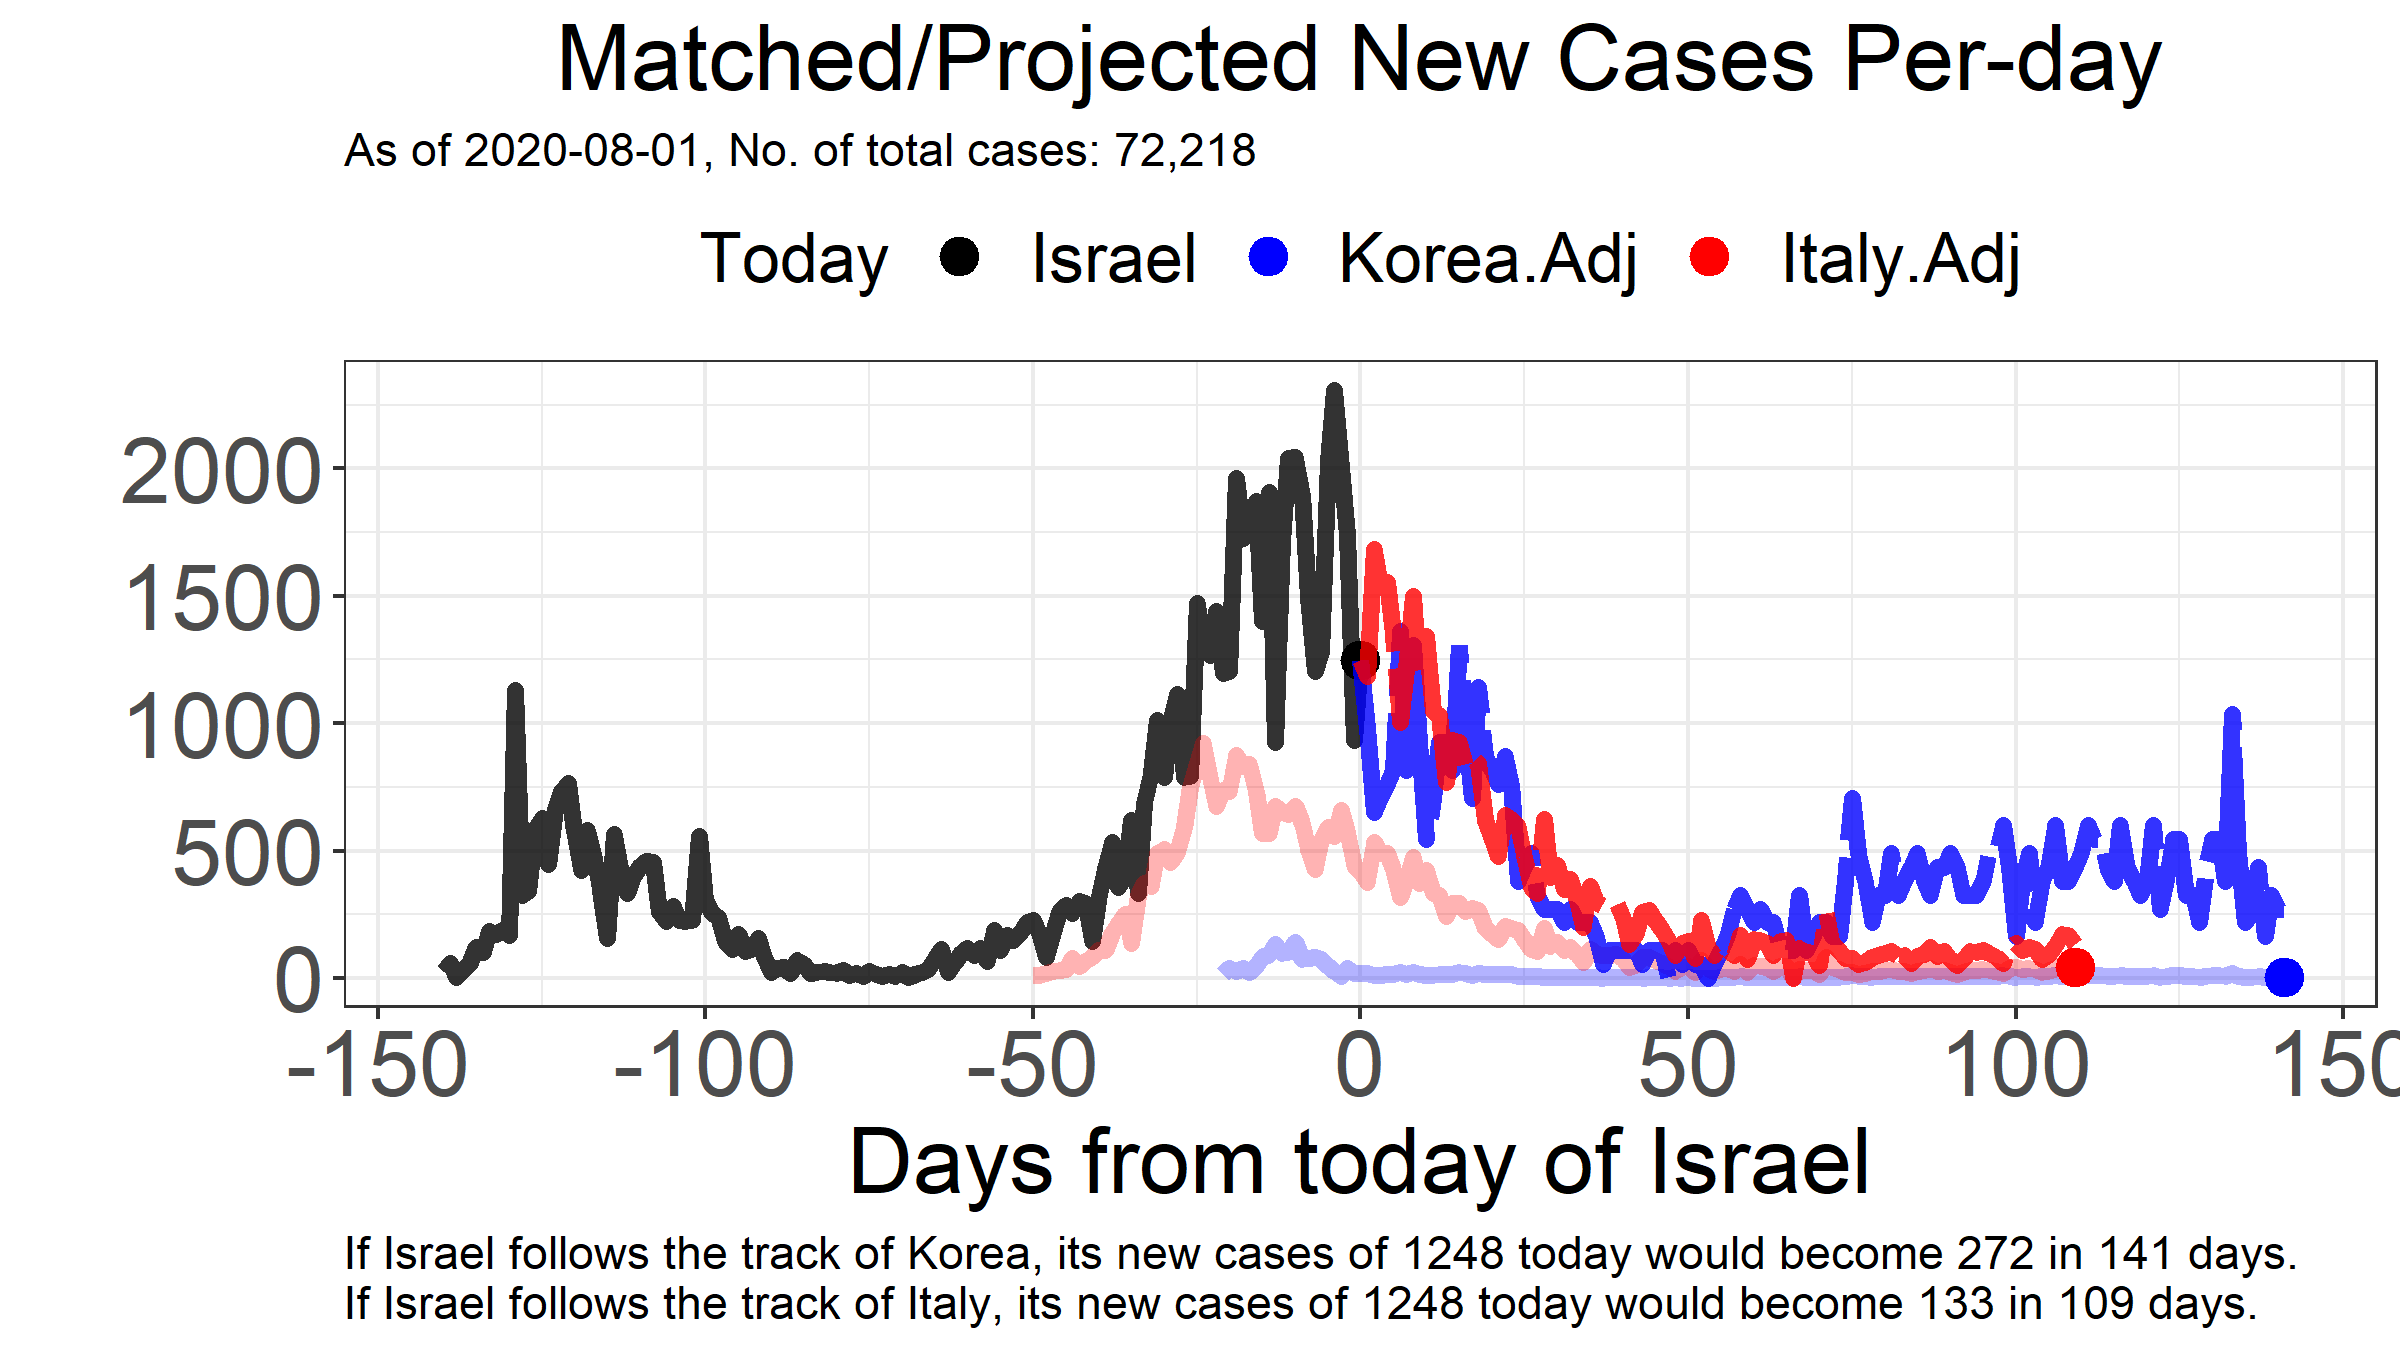 Matched/Projected New Cases Per-day
As of 2020-08-01, No. of total cases: 72,218
Today Israel Korea.Adj Italy.Adj
2000
1500
1000
500
0
-150 -100 -50 0 50 100 150
Days from today of Israel
If Israel follows the track of Korea, its new cases of 1248 today would become 272 in 141 days.
If Israel follows the track of Italy, its new cases of 1248 today would become 133 in 109 days.